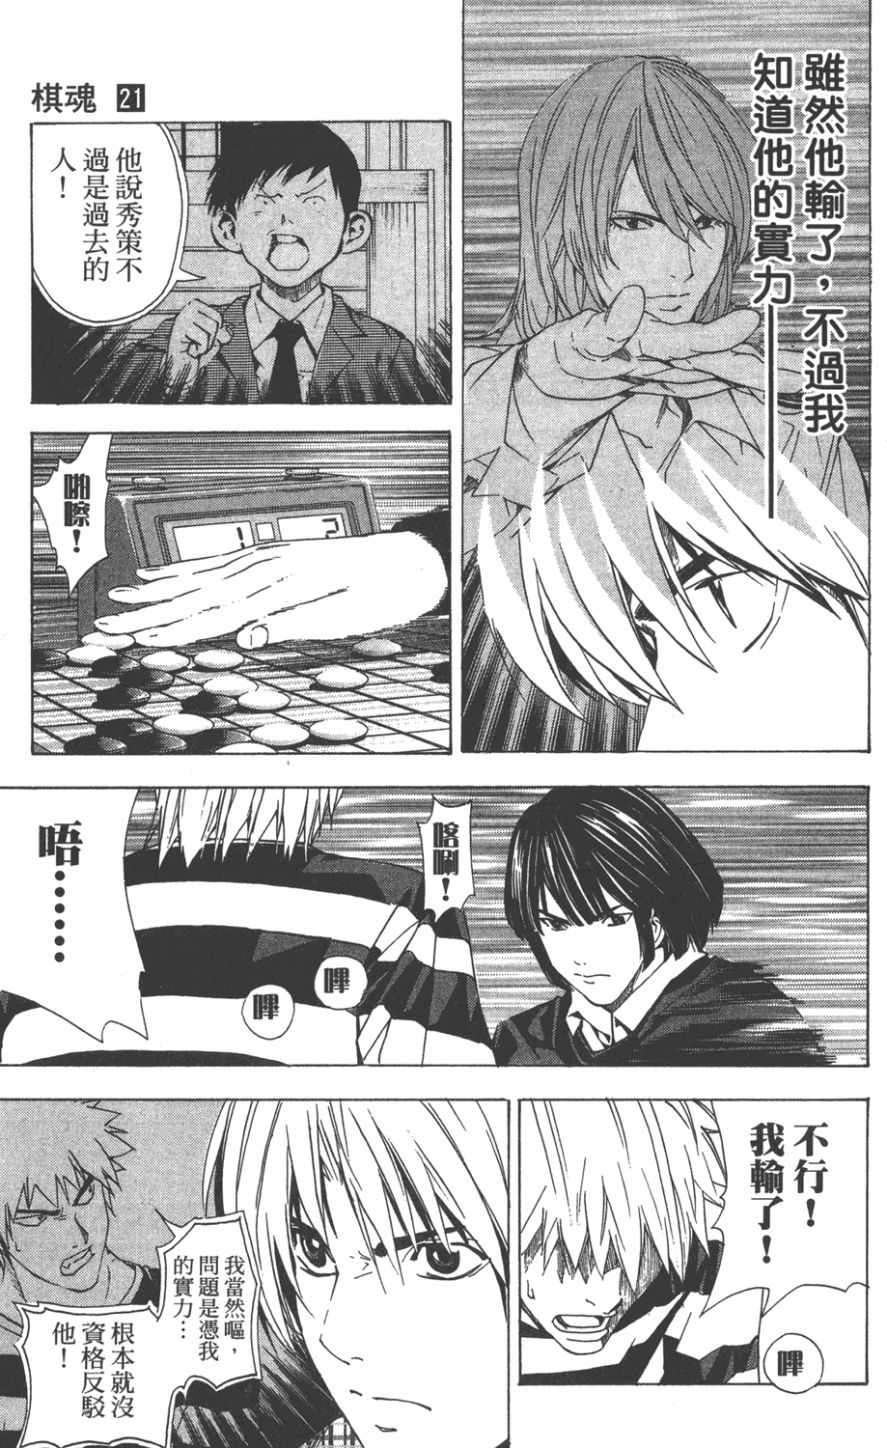 棋魂 21
雖然他輸了，不過我
知道他的實力——
他說秀策不
過是過去的
人！
1:2
啪嚓！
喀唰！
嗶
嗶
唔……
不行！
我輸了！
嗶
我當然嘔，
問題是憑我
的實力…
根本就沒
資格反駁
他！